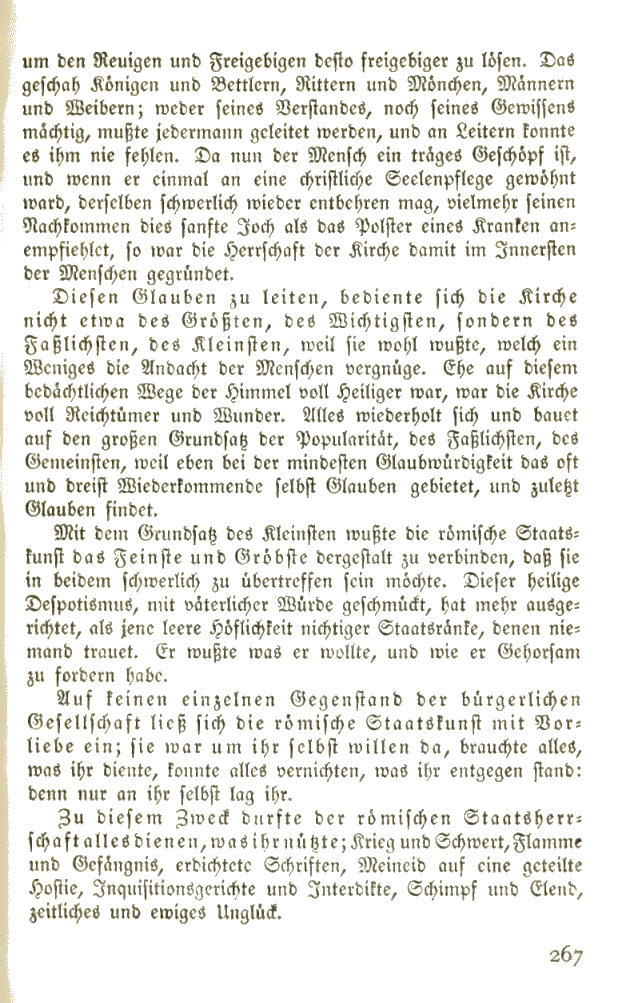 um den Reuigen und Freigebigen desto freigebiger zu lösen. Das
geschah Königen und Bettlern, Rittern und Mönchen, Männern
und Weibern; weder seines Verstandes, noch seines Gewissens
mächtig, mußte jedermann geleitet werden, und an Leitern konnte
es ihm nie fehlen. Da nun der Mensch ein träges Geschöpf ist,
und wenn er einmal an eine christliche Seelenpflege gewöhnt
ward, derselben schwerlich wieder entbehren mag, vielmehr seinen
Nachkommen dies sanfte Joch als das Polster eines Kranken an-
empfiehlet, so war die Herrschaft der Kirche damit im Innersten
der Menschen gegründet.
Diesen Glauben zu leiten, bediente sich die Kirche
nicht etwa des Größten, des Wichtigsten, sondern des
Faßlichsten, des Kleinsten, weil sie wohl wußte, welch ein
Weniges die Andacht der Menschen vergnüge. Ehe auf diesem
bedächtlichen Wege der Himmel voll Heiliger war, war die Kirche
voll Reichtümer und Wunder. Alles wiederholt sich und bauet
auf den großen Grundsatz der Popularität, des Faßlichsten, des
Gemeinsten, weil eben bei der mindesten Glaubwürdigkeit das oft
und dreist Wiederkommende selbst Glauben gebietet, und zuletzt
Glauben findet.
Mit dem Grundsatz des Kleinsten wußte die römische Staats-
kunst das Feinste und Gröbste dergestalt zu verbinden, daß sie
in beidem schwerlich zu übertreffen sein möchte. Dieser heilige
Despotismus, mit väterlicher Würde geschmückt, hat mehr ausge-
richtet, als jene leere Höflichkeit nichtiger Staatsränke, denen nie-
mand trauet. Er wußte was er wollte, und wie er Gehorsam
zu fordern habe.
Auf keinen einzelnen Gegenstand der bürgerlichen
Gesellschaft ließ sich die römische Staatskunst mit Vor-
liebe ein; sie war um ihr selbst willen da, brauchte alles,
was ihr diente, konnte alles vernichten, was ihr entgegen stand:
denn nur an ihr selbst lag ihr.
Zu diesem Zweck durfte der römischen Staatsherr-
schaft alles dienen, was ihr nützte; Krieg und Schwert, Flamme
und Gefängnis, erdichtete Schriften, Meineid auf eine geteilte
Hostie, Inquisitionsgerichte und Interdikte, Schimpf und Elend,
zeitliches und ewiges Unglück.
267